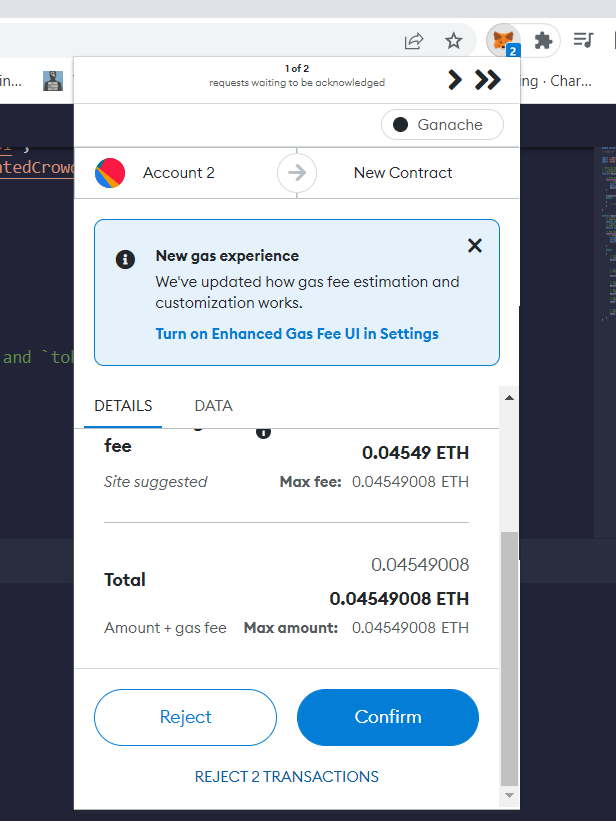 2
in...
1 of 2
requests waiting to be acknowledged
ing · Char...
Ganache
Account 2
New Contract
New gas experience
We've updated how gas fee estimation and
customization works.
Turn on Enhanced Gas Fee UI in Settings
and `to
DETAILS
DATA
fee
0.04549 ETH
Site suggested
Max fee: 0.04549008 ETH
0.04549008
Total
0.04549008 ETH
Amount + gas fee
Max amount: 0.04549008 ETH
Reject
Confirm
REJECT 2 TRANSACTIONS